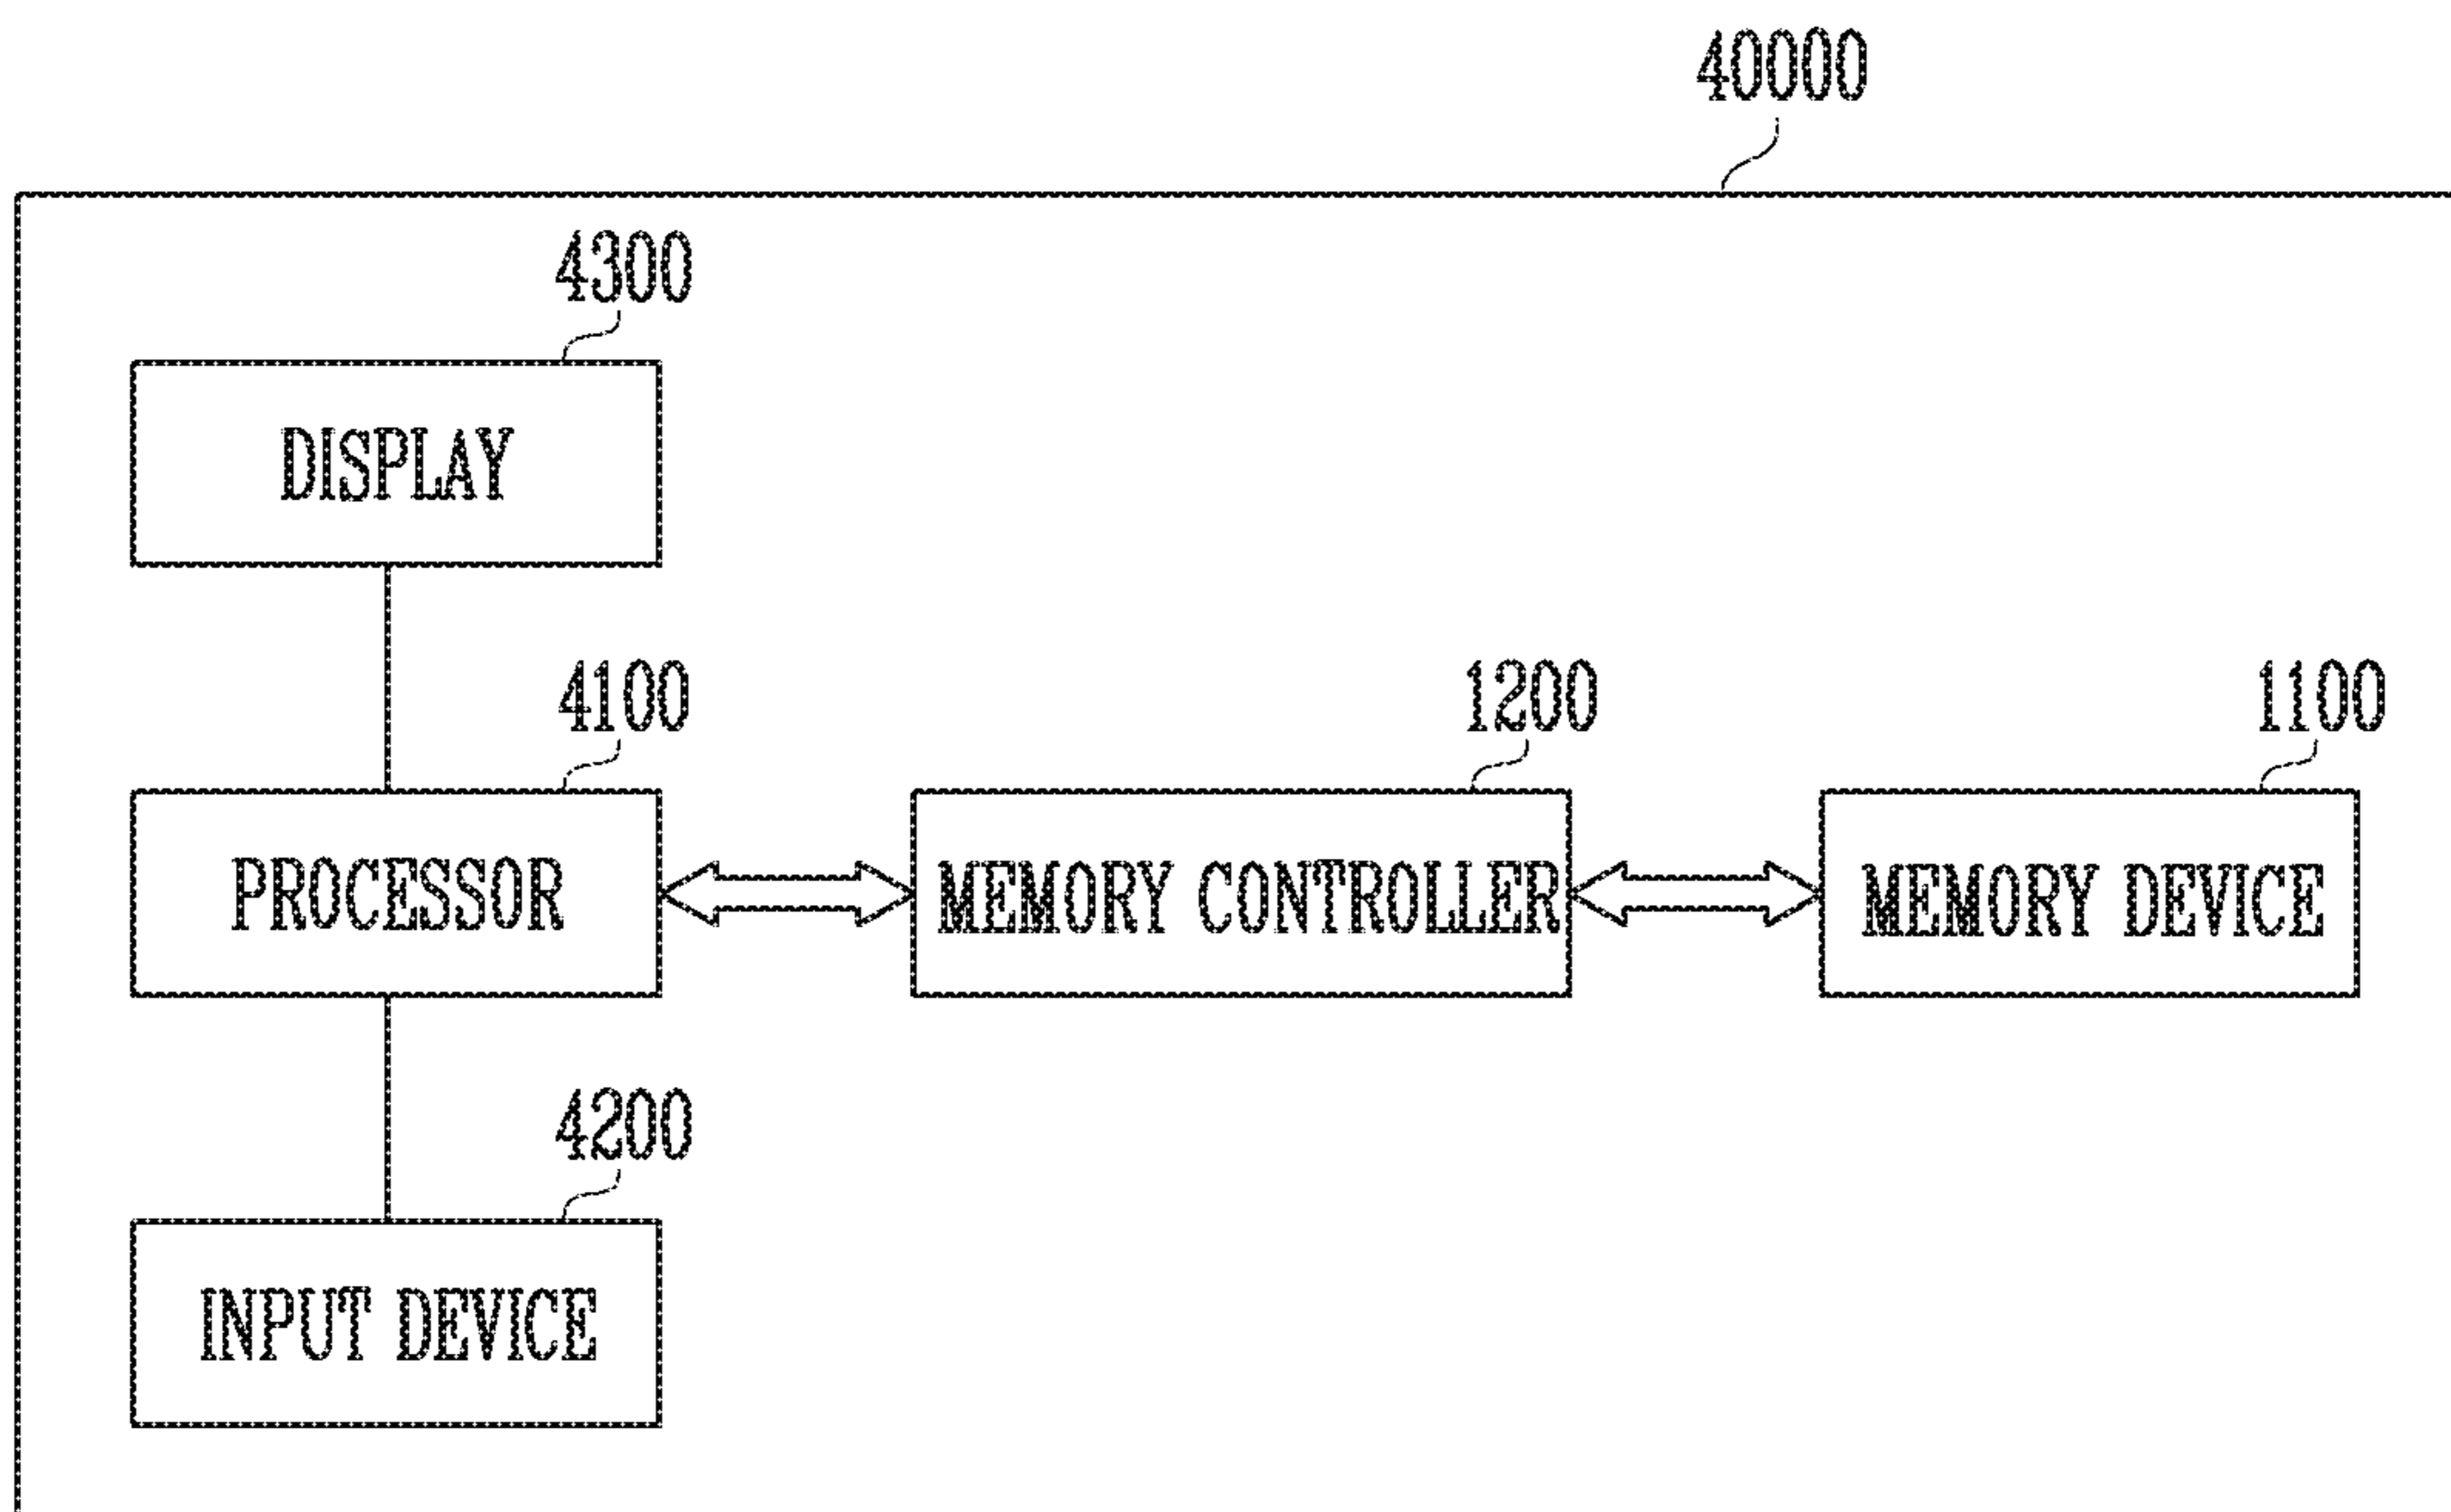 40000
4300
DISPLAY
4100
1200
1100
PROCESSOR
MEMORY CONTROLLER
MEMORY DEVICE
4200
INPUT DEVICE